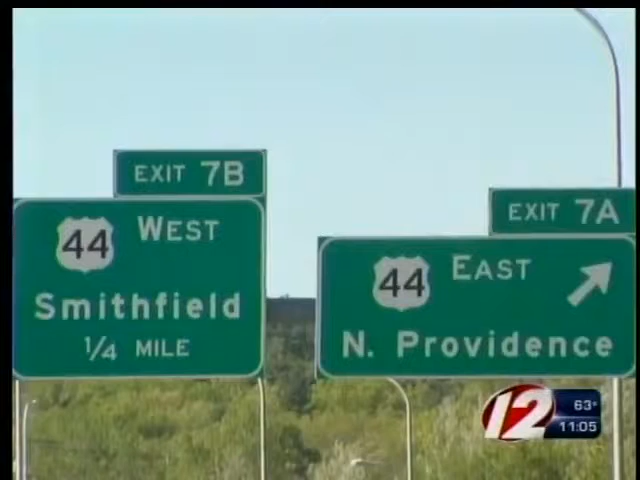 EXIT 7B
44 WEST
Smithfield
1/4 MILE
EXIT 7A
44 EAST
N. Providence
12 63°
11:05